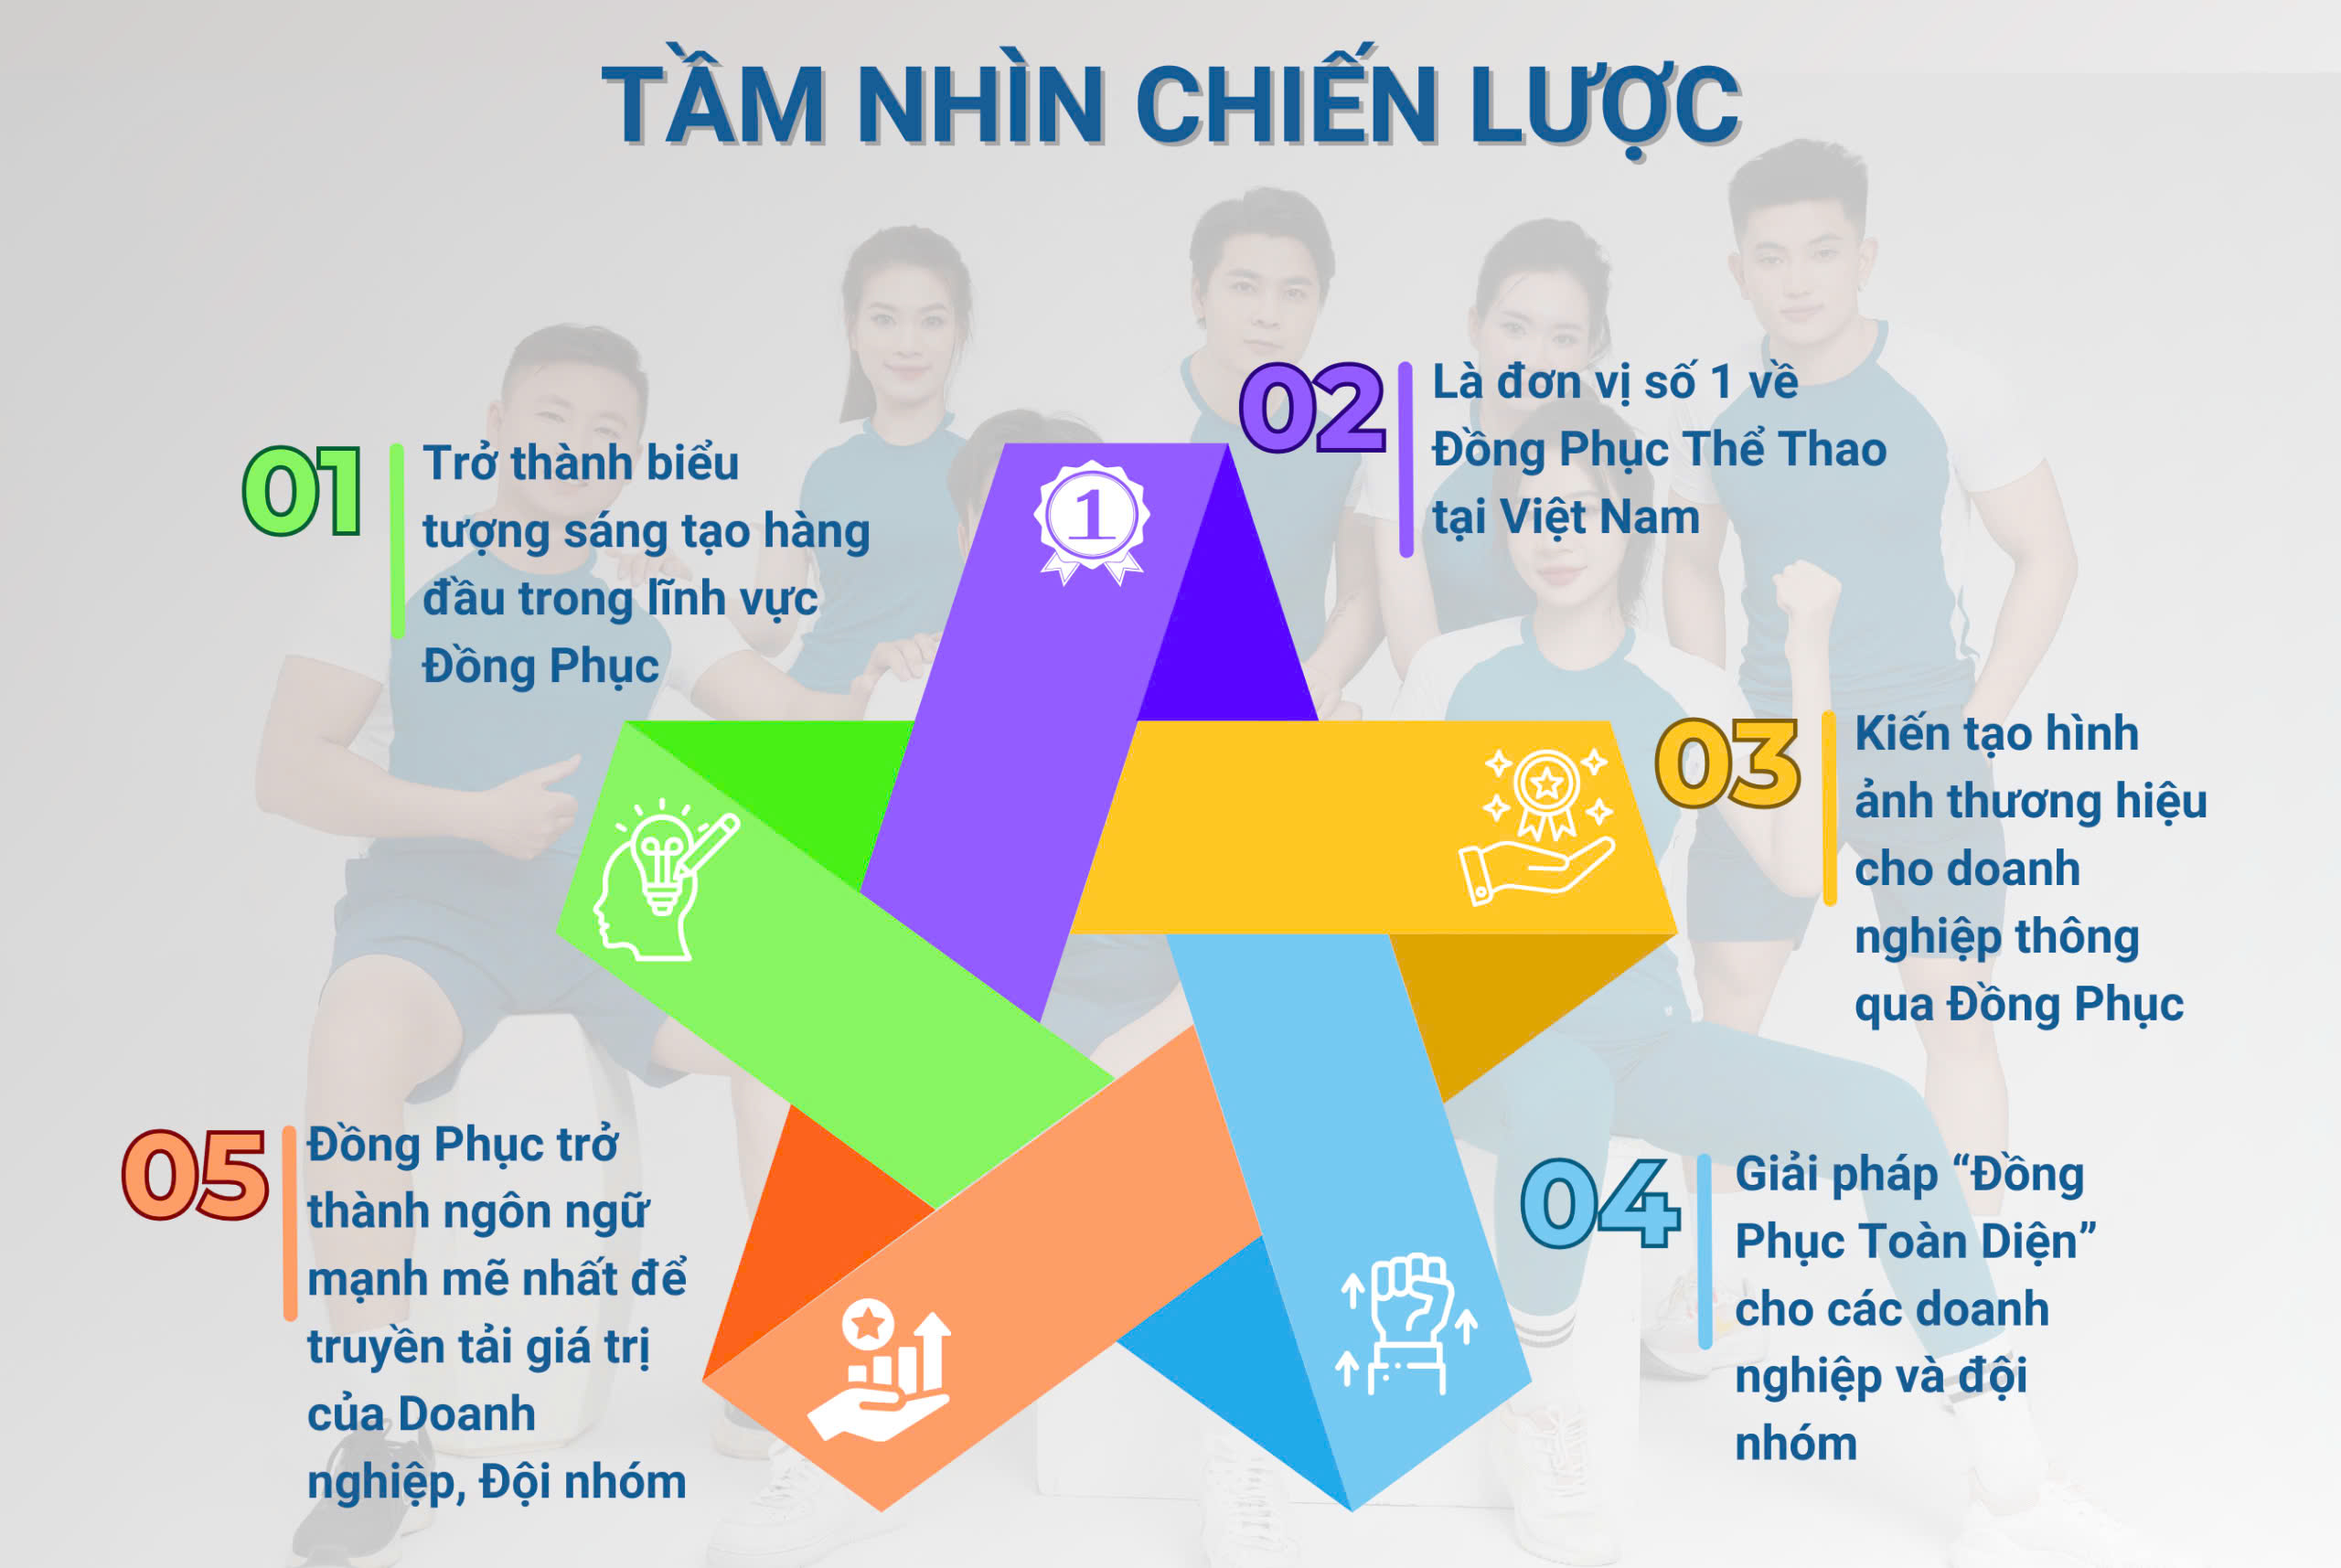 TẦM NHÌN CHIẾN LƯỢC
01
Trở thành biểu
tượng sáng tạo hàng
đầu trong lĩnh vực
Đồng Phục
1
02
Là đơn vị số 1 về
Đồng Phục Thể Thao
tại Việt Nam
03
Kiến tạo hình
ảnh thương hiệu
cho doanh
nghiệp thông
qua Đồng Phục
04
Giải pháp “Đồng
Phục Toàn Diện”
cho các doanh
nghiệp và đội
nhóm
05
Đồng Phục trở
thành ngôn ngữ
mạnh mẽ nhất để
truyền tải giá trị
của Doanh
nghiệp, Đội nhóm